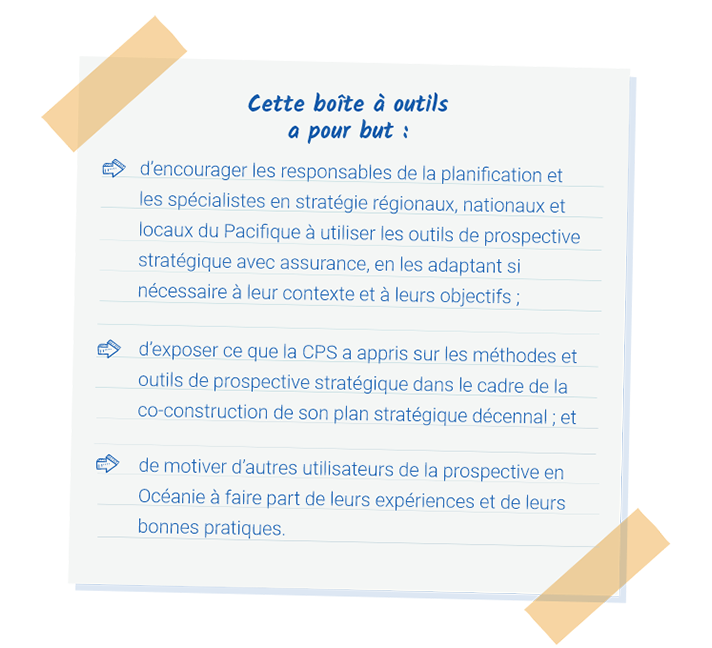 Cette boîte à outils
a pour but :
d'encourager les responsables de la planification et
les spécialistes en stratégie régionaux, nationaux et
locaux du Pacifique à utiliser les outils de prospective
stratégique avec assurance, en les adaptant si
nécessaire à leur contexte et à leurs objectifs ;
d'exposer ce que la CPS a appris sur les méthodes et
outils de prospective stratégique dans le cadre de la
co-construction de son plan stratégique décennal ; et
de motiver d'autres utilisateurs de la prospective en
Océanie à faire part de leurs expériences et de leurs
bonnes pratiques.